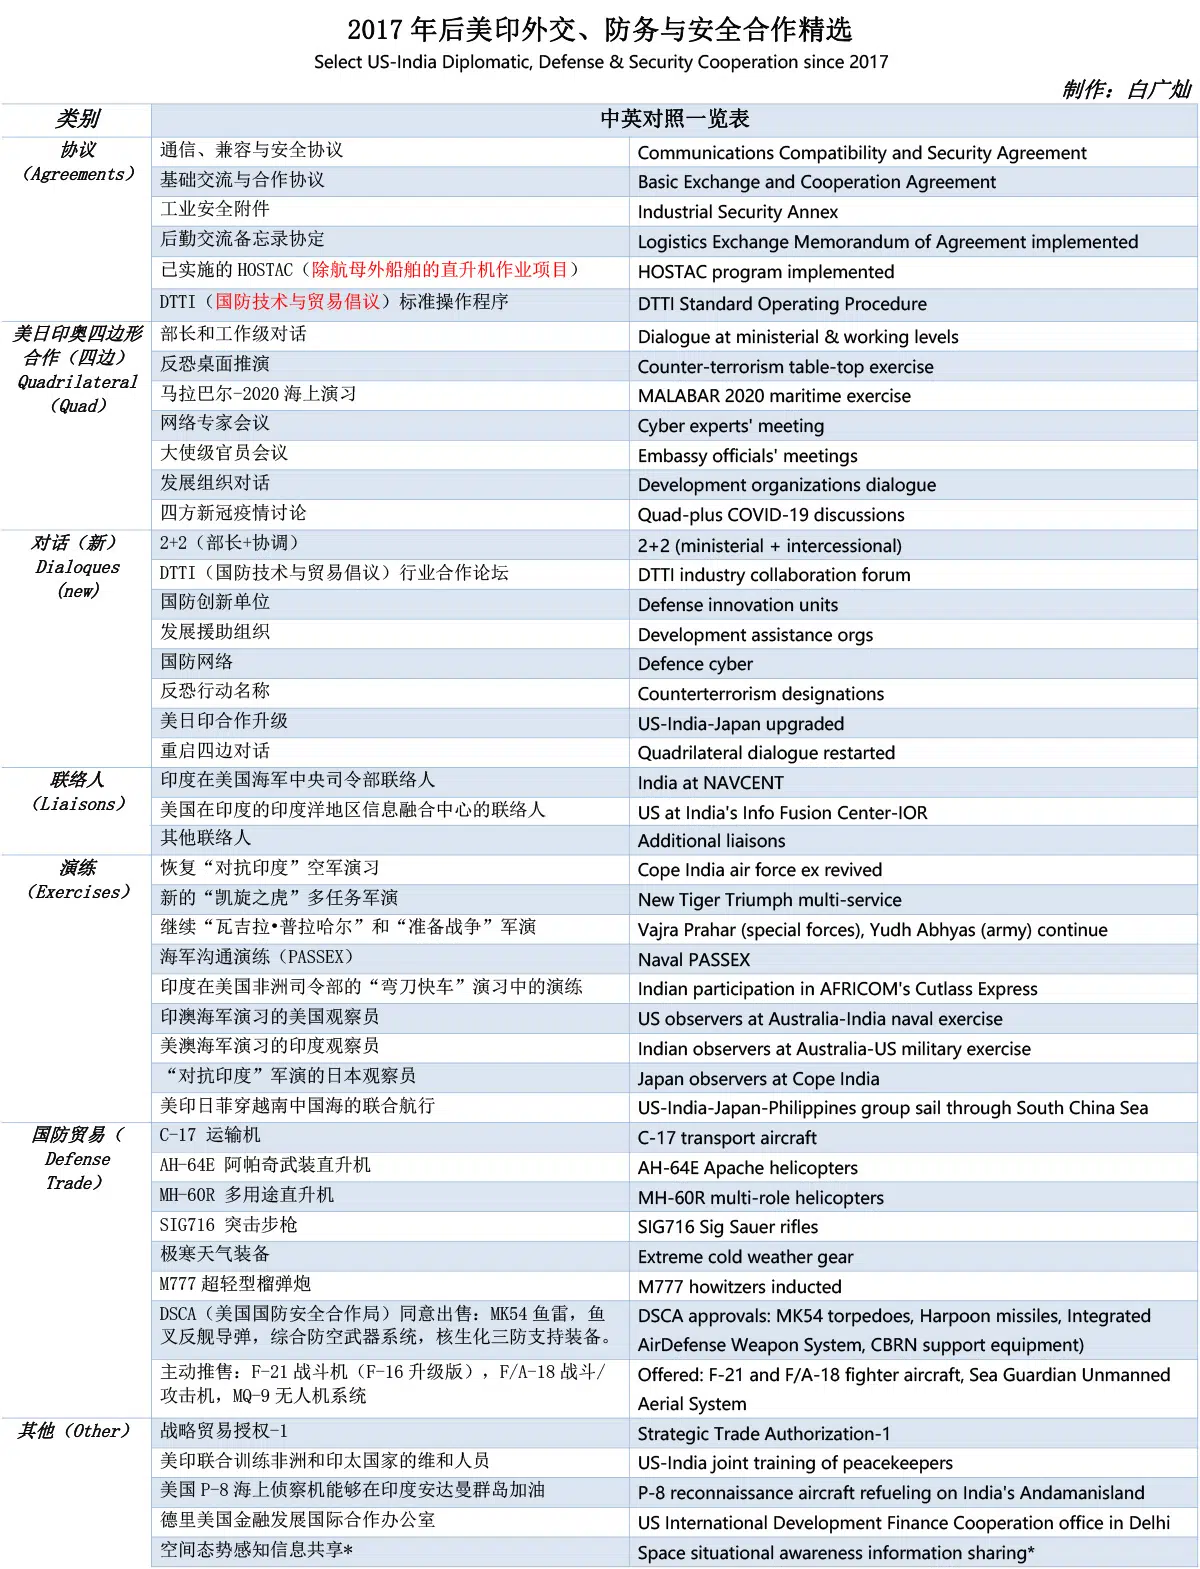 2017 年后美印外交、防务与安全合作精选
Select US-India Diplomatic, Defense & Security Cooperation since 2017
制作：白广灿
类别
中英对照一览表
协议
（Agreements）
通信、兼容与安全协议
Communications Compatibility and Security Agreement
基础交流与合作协议
Basic Exchange and Cooperation Agreement
工业安全附件
Industrial Security Annex
后勤交流备忘录协定
Logistics Exchange Memorandum of Agreement implemented
已实施的 HOSTAC（除航母外船舶的直升机作业项目）
HOSTAC program implemented
DTTI（国防技术与贸易倡议）标准操作程序
DTTI Standard Operating Procedure
美日印奥四边形
合作（四边）
Quadrilateral
（Quad）
部长和工作级对话
Dialogue at ministerial & working levels
反恐桌面推演
Counter-terrorism table-top exercise
马拉巴尔-2020 海上演习
MALABAR 2020 maritime exercise
网络专家会议
Cyber experts' meeting
大使级官员会议
Embassy officials' meetings
发展组织对话
Development organizations dialogue
四方新冠疫情讨论
Quad-plus COVID-19 discussions
对话（新）
Dialoques
(new)
2+2（部长+协调）
2+2 (ministerial + intercessional)
DTTI（国防技术与贸易倡议）行业合作论坛
DTTI industry collaboration forum
国防创新单位
Defense innovation units
发展援助组织
Development assistance orgs
国防网络
Defence cyber
反恐行动名称
Counterterrorism designations
美日印合作升级
US-India-Japan upgraded
重启四边对话
Quadrilateral dialogue restarted
联络人
（Liaisons）
印度在美国海军中央司令部联络人
India at NAVCENT
美国在印度的印度洋地区信息融合中心的联络人
US at India's Info Fusion Center-IOR
其他联络人
Additional liaisons
演练
（Exercises）
恢复“对抗印度”空军演习
Cope India air force ex revived
新的“凯旋之虎”多任务军演
New Tiger Triumph multi-service
继续“瓦吉拉•普拉哈尔”和“准备战争”军演
Vajra Prahar (special forces), Yudh Abhyas (army) continue
海军沟通演练（PASSEX）
Naval PASSEX
印度在美国非洲司令部的“弯刀快车”演习中的演练
Indian participation in AFRICOM's Cutlass Express
印澳海军演习的美国观察员
US observers at Australia-India naval exercise
美澳海军演习的印度观察员
Indian observers at Australia-US military exercise
“对抗印度”军演的日本观察员
Japan observers at Cope India
美印日菲穿越南中国海的联合航行
US-India-Japan-Philippines group sail through South China Sea
国防贸易（
Defense
Trade）
C-17 运输机
C-17 transport aircraft
AH-64E 阿帕奇武装直升机
AH-64E Apache helicopters
MH-60R 多用途直升机
MH-60R multi-role helicopters
SIG716 突击步枪
SIG716 Sig Sauer rifles
极寒天气装备
Extreme cold weather gear
M777 超轻型榴弹炮
M777 howitzers inducted
DSCA（美国国防安全合作局）同意出售：MK54 鱼雷，鱼
叉反舰导弹，综合防空武器系统，核生化三防支持装备。
DSCA approvals: MK54 torpedoes, Harpoon missiles, Integrated
AirDefense Weapon System, CBRN support equipment)
主动推售：F-21 战斗机（F-16 升级版），F/A-18 战斗/
攻击机，MQ-9 无人机系统
Offered: F-21 and F/A-18 fighter aircraft, Sea Guardian Unmanned
Aerial System
其他（Other）
战略贸易授权-1
Strategic Trade Authorization-1
美印联合训练非洲和印太国家的维和人员
US-India joint training of peacekeepers
美国 P-8 海上侦察机能够在印度安达曼群岛加油
P-8 reconnaissance aircraft refueling on India's Andamanisland
德里美国金融发展国际合作办公室
US International Development Finance Cooperation office in Delhi
空间态势感知信息共享*
Space situational awareness information sharing*